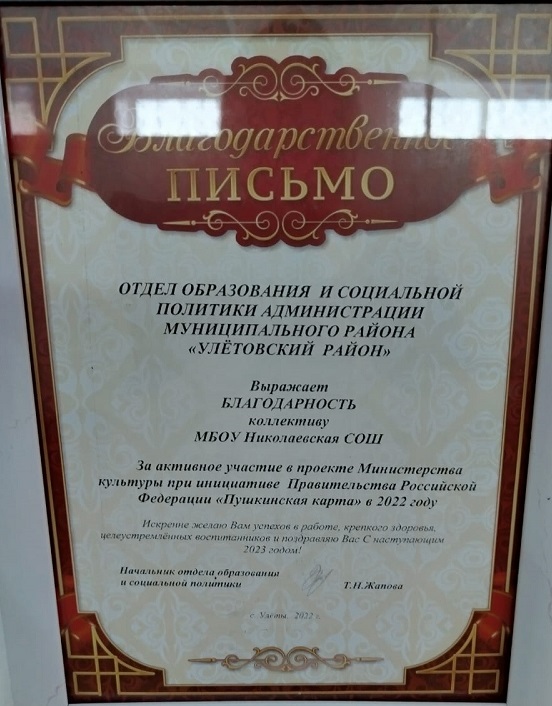 Благодарственное
ПИСЬМО
ОТДЕЛ ОБРАЗОВАНИЯ И СОЦИАЛЬНОЙ
ПОЛИТИКИ АДМИНИСТРАЦИИ
МУНИЦИПАЛЬНОГО РАЙОНА
«УЛЁТОВСКИЙ РАЙОН»
Выражает
БЛАГОДАРНОСТЬ
коллективу
МБОУ Николаевская СОШ
За активное участие в проекте Министерства
культуры при инициативе Правительства Российской
Федерации «Пушкинская карта» в 2022 году
Искренне желаю Вам успехов в работе, крепкого здоровья,
целеустремлённых воспитанников и поздравляю Вас С наступающим
2023 годом!
Начальник отдела образования
и социальной политики Т.Н.Жапова
с. Улёты, 2022 г.